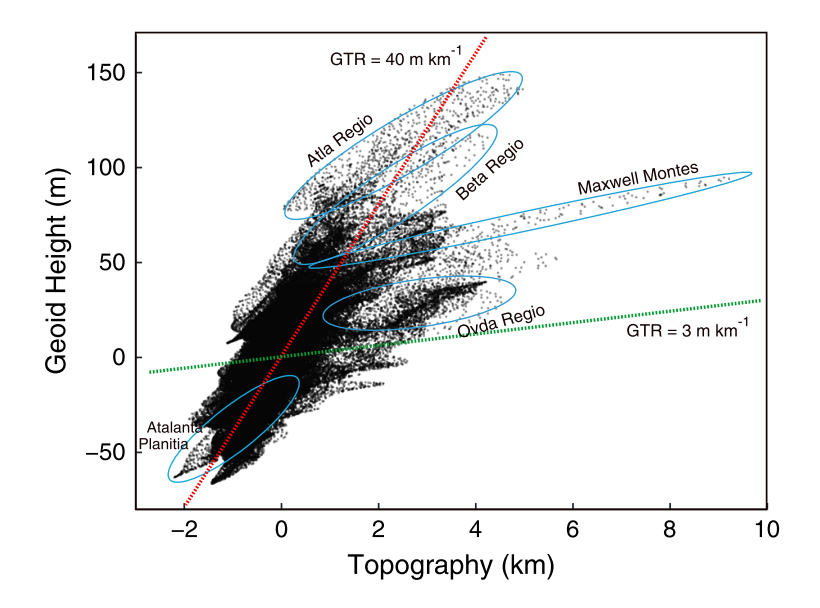 GTR = 40 m km-1
150
Atla Regio
Beta Regio
100
Maxwell Montes
Geoid Height (m)
50
Ovda Regio
GTR = 3 m km-1
0
Atalanta
Planitia
−50
−2 0 2 4 6 8 10
Topography (km)